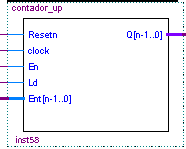 contador_up
Resetn Q[n-1..0]
clock
En
Ld
Ent[n-1..0]
inst58